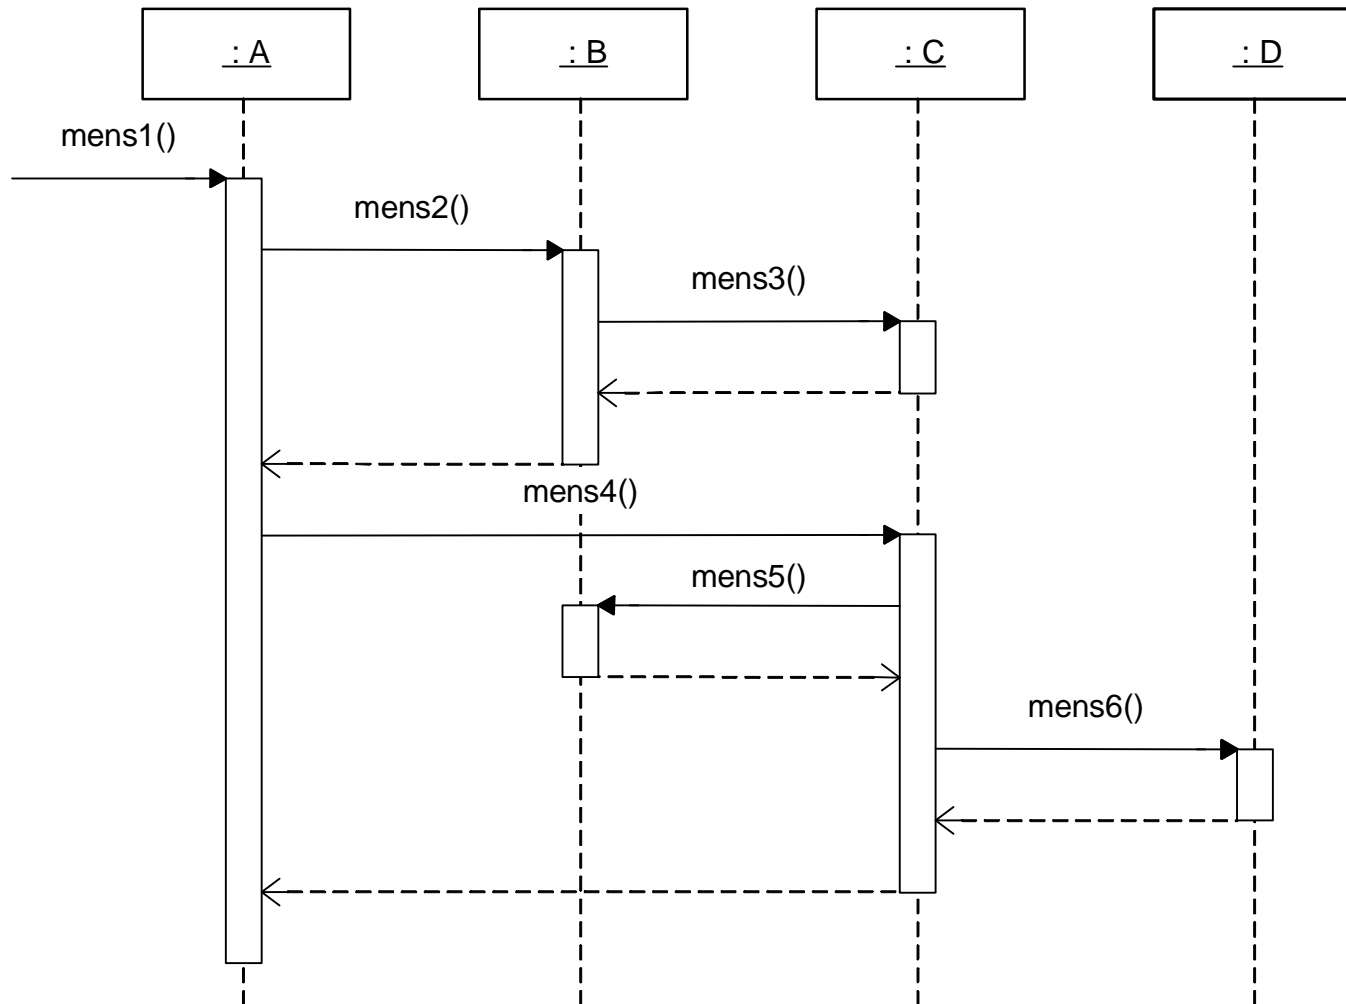 : A
: B
: C
: D
mens1()
mens2()
mens3()
mens4()
mens5()
mens6()